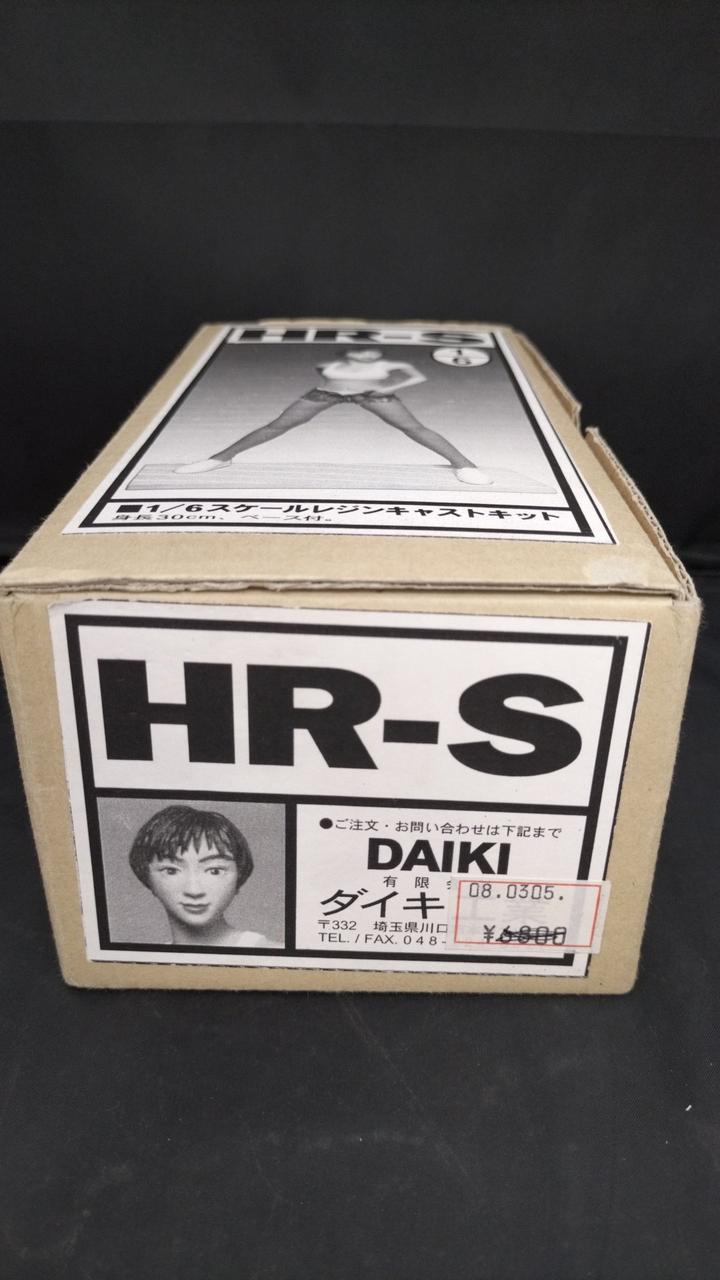 HR-S
1/6
■1/6スケールレジンキャストキット
身長30cm、ベース付。
HR-S
●ご注文・お問い合わせは下記まで
DAIKI
有限
ダイキ工業
〒332 埼玉県川口
TEL./FAX.048-
08.0305.
¥6800